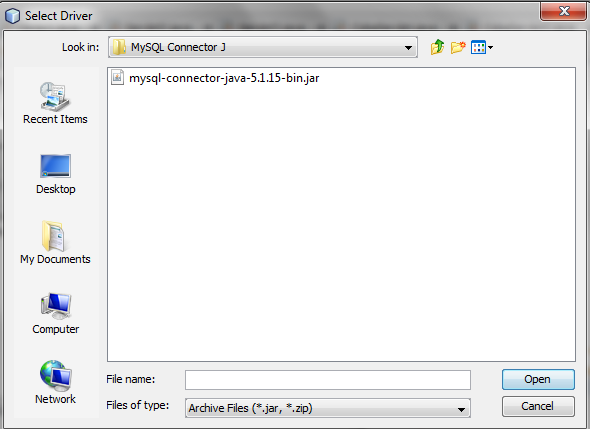 Select Driver
Look in: MySQL Connector J
mysql-connector-java-5.1.15-bin.jar
Recent Items
Desktop
My Documents
Computer
Network
File name:
Open
Files of type: Archive Files (*.jar, *.zip)
Cancel